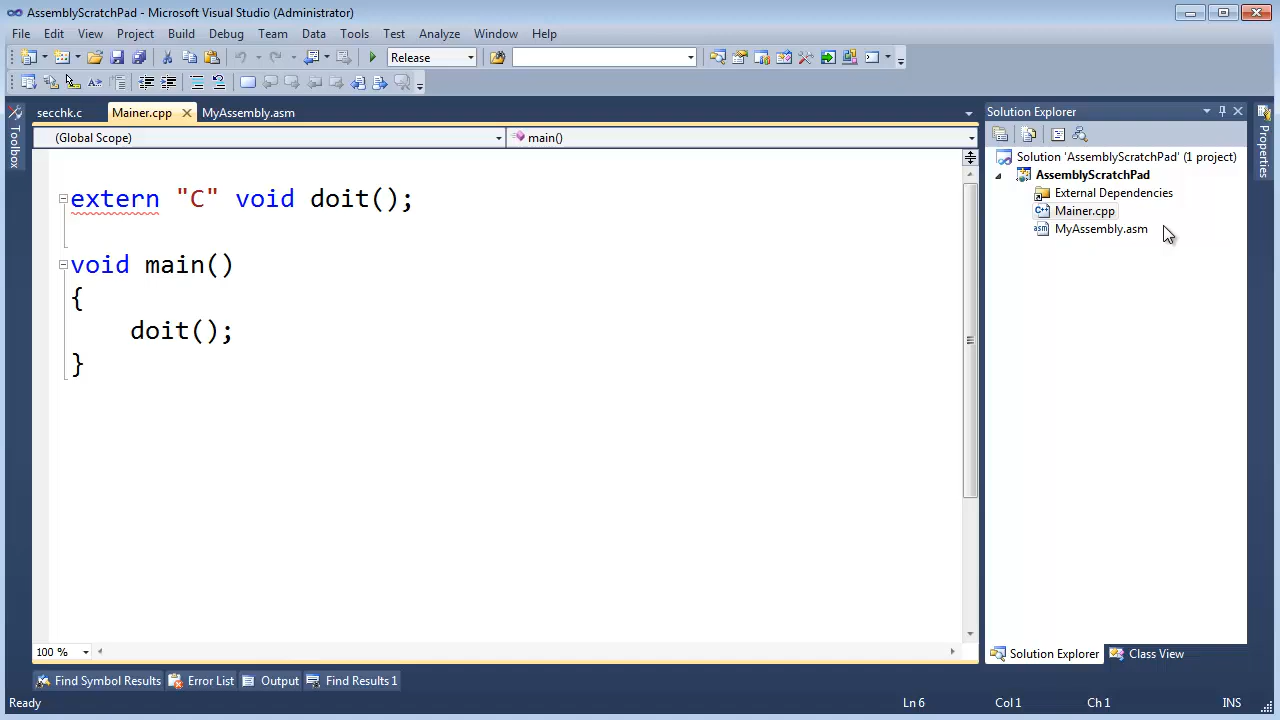 AssemblyScratchPad - Microsoft Visual Studio (Administrator)
File Edit View Project Build Debug Team Data Tools Test Analyze Window Help
Release
secchk.c Mainer.cpp MyAssembly.asm
(Global Scope) main()
extern "C" void doit();
void main()
{
doit();
}
100 %
Toolbox
Solution Explorer
Solution 'AssemblyScratchPad' (1 project)
AssemblyScratchPad
External Dependencies
Mainer.cpp
MyAssembly.asm
Solution Explorer Class View
Properties
Find Symbol Results Error List Output Find Results 1
Ready Ln 6 Col 1 Ch 1 INS